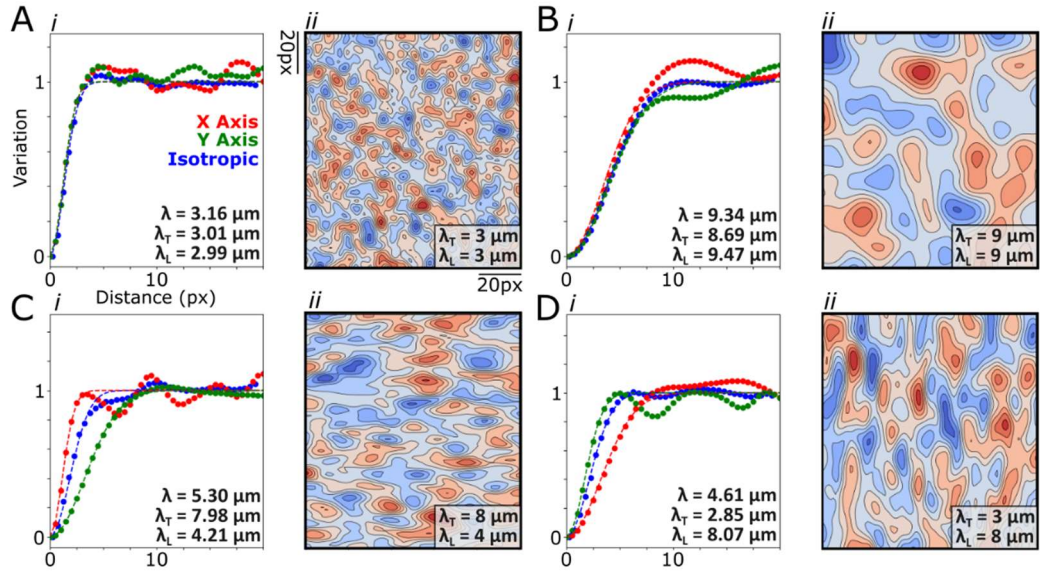 A
i
1
0
Variation
X Axis
Y Axis
Isotropic
λ = 3.16 µm
λT = 3.01 µm
λL = 2.99 µm
0
10
Distance (px)
ii
20px
λT = 3 µm
λL = 3 µm
20px
B
i
1
0
λ = 9.34 µm
λT = 8.69 µm
λL = 9.47 µm
0
10
ii
λT = 9 µm
λL = 9 µm
C
i
1
0
λ = 5.30 µm
λT = 7.98 µm
λL = 4.21 µm
0
10
ii
λT = 8 µm
λL = 4 µm
D
i
1
0
λ = 4.61 µm
λT = 2.85 µm
λL = 8.07 µm
0
10
ii
λT = 3 µm
λL = 8 µm